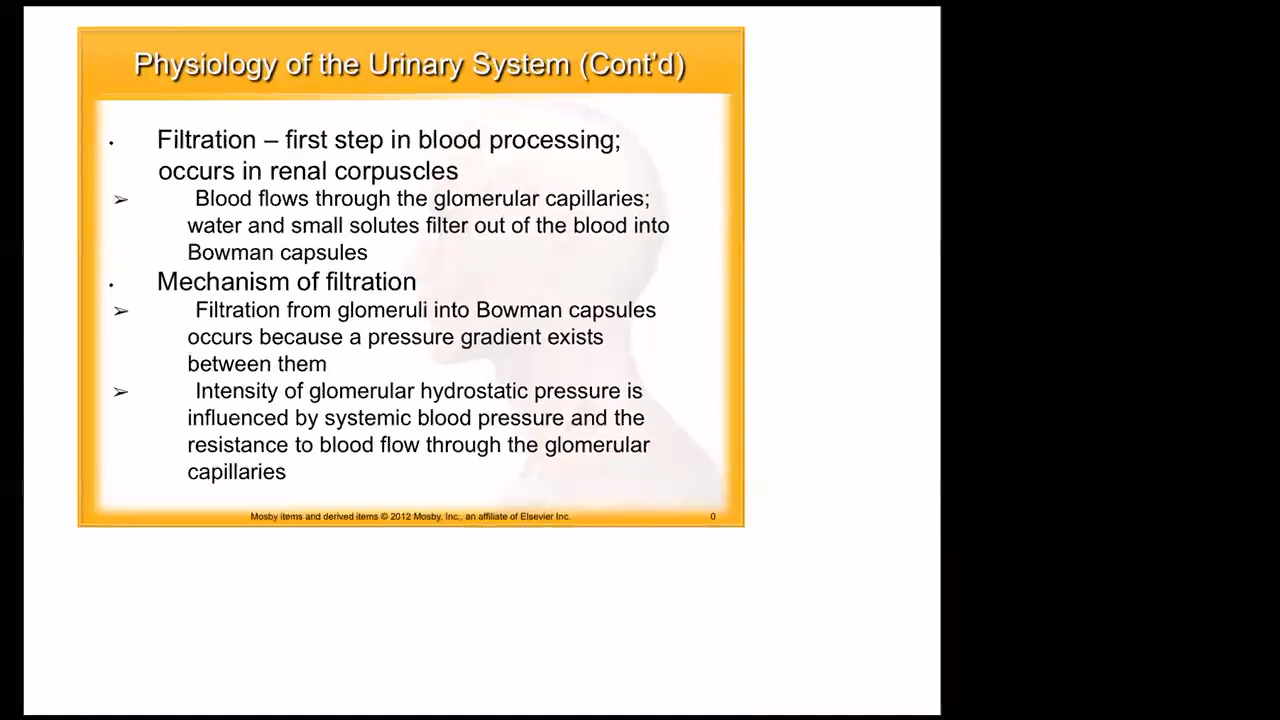 Physiology of the Urinary System (Cont'd)
• Filtration – first step in blood processing;
occurs in renal corpuscles
➢ Blood flows through the glomerular capillaries;
water and small solutes filter out of the blood into
Bowman capsules
• Mechanism of filtration
➢ Filtration from glomeruli into Bowman capsules
occurs because a pressure gradient exists
between them
➢ Intensity of glomerular hydrostatic pressure is
influenced by systemic blood pressure and the
resistance to blood flow through the glomerular
capillaries
Mosby items and derived items © 2012 Mosby, Inc., an affiliate of Elsevier Inc. 0